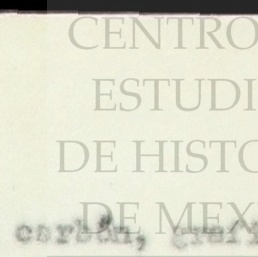 CENTRO
ESTUDI
DE HISTO
DE MEX
carbón,